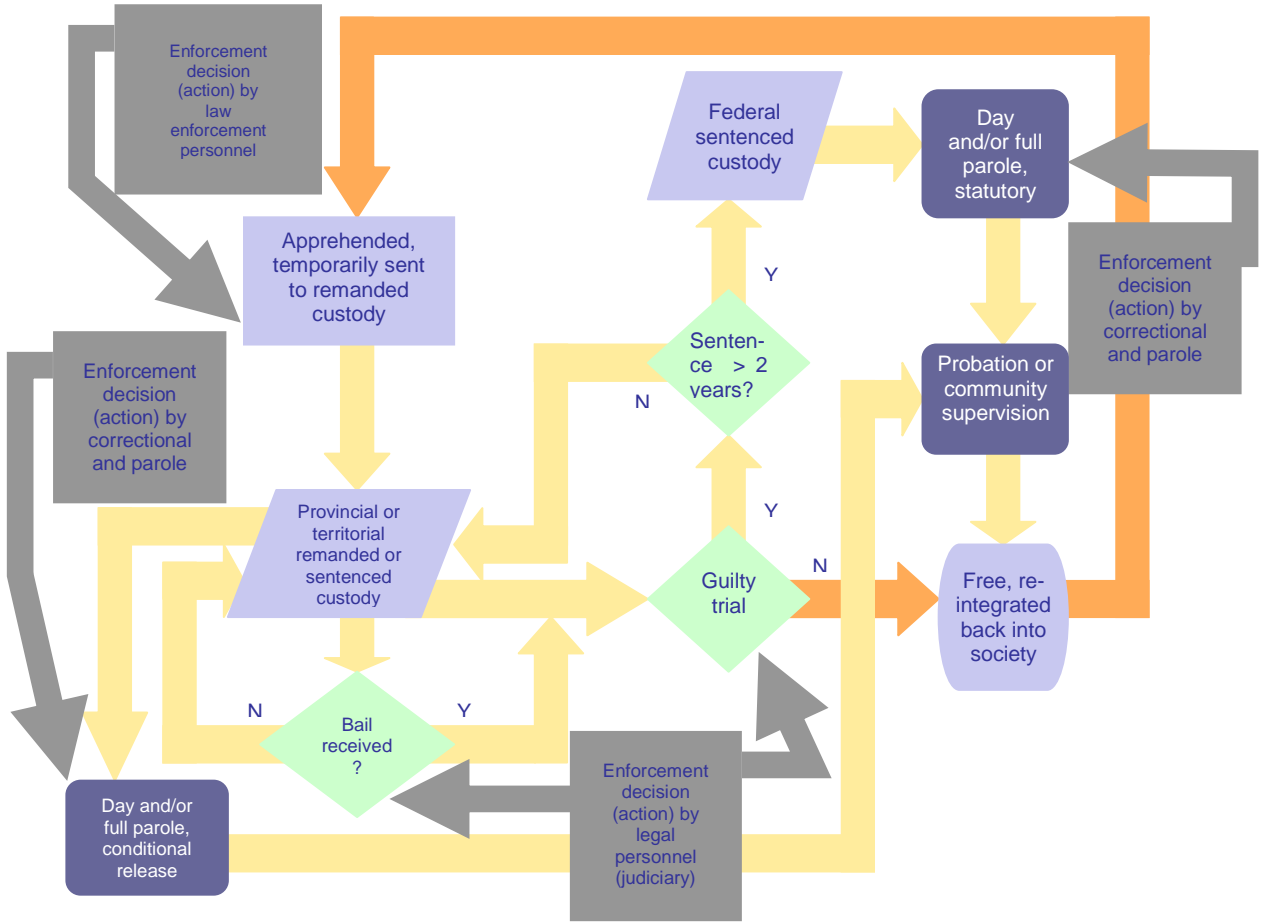 Enforcement
decision
(action) by
law
enforcement
personnel
Federal
sentenced
custody
Day
and/or full
parole,
statutory
Apprehended,
temporarily sent
to remanded
custody
Enforcement
decision
(action) by
correctional
and parole
Y
Enforcement
decision
(action) by
correctional
and parole
Senten-
ce > 2
years?
N
Probation or
community
supervision
Provincial or
territorial
remanded or
sentenced
custody
Y
Guilty
trial
N
Free, re-
integrated
back into
society
N
Bail
received
?
Y
Enforcement
decision
(action) by
legal
personnel
(judiciary)
Day and/or
full parole,
conditional
release